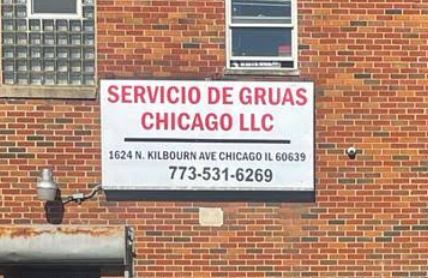 SERVICIO DE GRUAS
CHICAGO LLC
1624 N. KILBOURN AVE CHICAGO IL 60639
773-531-6269